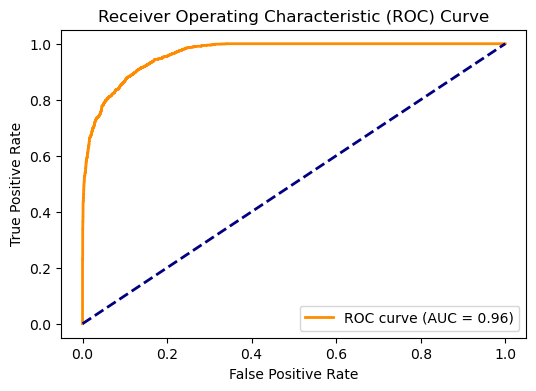 Receiver Operating Characteristic (ROC) Curve
True Positive Rate
1.0
0.8
0.6
0.4
0.2
0.0
ROC curve (AUC = 0.96)
0.0 0.2 0.4 0.6 0.8 1.0
False Positive Rate